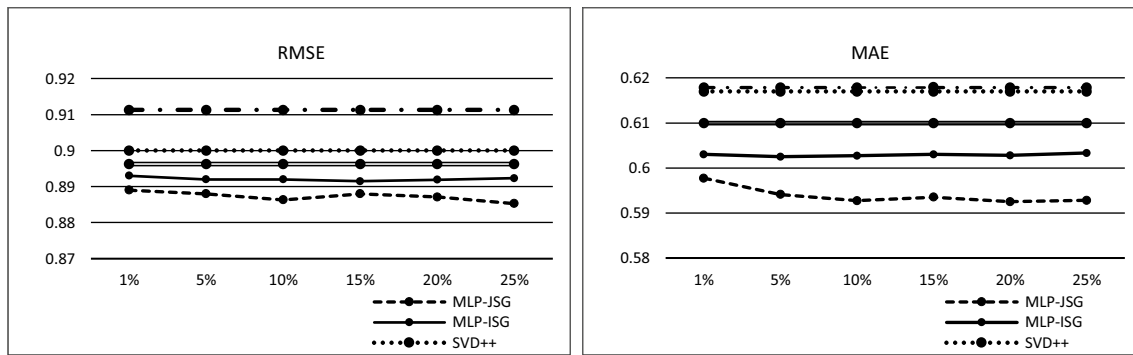 RMSE
0.92
0.91
0.9
0.89
0.88
0.87
1% 5% 10% 15% 20% 25%
MLP-JSG
MLP-ISG
SVD++
MAE
0.62
0.61
0.6
0.59
0.58
1% 5% 10% 15% 20% 25%
MLP-JSG
MLP-ISG
SVD++